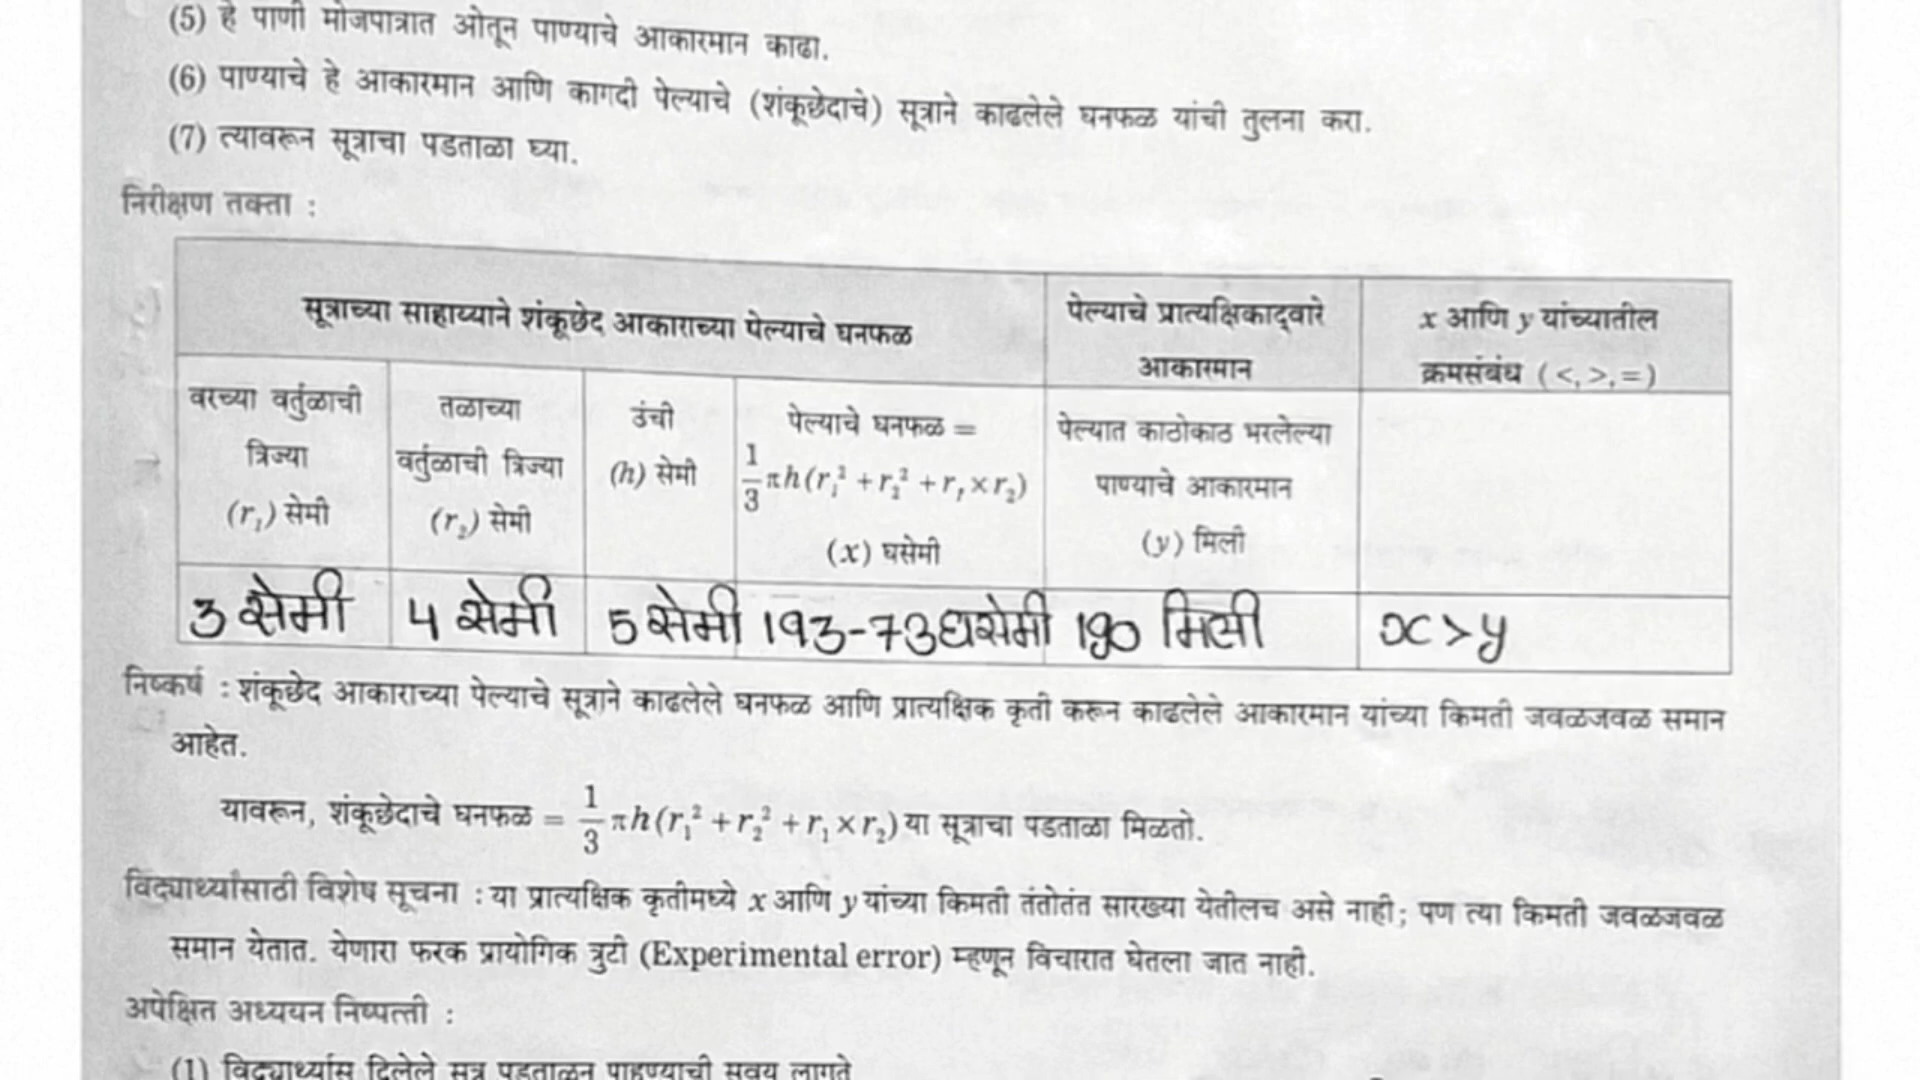 (5) हे पाणी मोजपात्रात ओतून पाण्याचे आकारमान काढा.
(6) पाण्याचे हे आकारमान आणि कागदी पेल्याचे (शंकूछेदाचे) सूत्राने काढलेले घनफळ यांची तुलना करा.
(7) त्यावरून सूत्राचा पडताळा घ्या.
निरीक्षण तक्ता :
सूत्राच्या साहाय्याने शंकूछेद आकाराच्या पेल्याचे घनफळ
पेल्याचे प्रात्यक्षिकाद्वारे
आकारमान
x आणि y यांच्यातील
क्रमसंबंध (<, >, =)
वरच्या वर्तुळाची
त्रिज्या
(r₁) सेमी
तळाच्या
वर्तुळाची त्रिज्या
(r₂) सेमी
उंची
(h) सेमी
पेल्याचे घनफळ =
1/3 πh(r₁² + r₂² + r₁ × r₂)
(x) घसेमी
पेल्यात काठोकाठ भरलेल्या
पाण्याचे आकारमान
(y) मिली
3 सेमी 4 सेमी 5 सेमी 193-73 घसेमी 190 मिली x > y
निष्कर्ष : शंकूछेद आकाराच्या पेल्याचे सूत्राने काढलेले घनफळ आणि प्रात्यक्षिक कृती करून काढलेले आकारमान यांच्या किमती जवळजवळ समान
आहेत.
यावरून, शंकूछेदाचे घनफळ = 1/3 πh(r₁² + r₂² + r₁ × r₂) या सूत्राचा पडताळा मिळतो.
विद्यार्थ्यांसाठी विशेष सूचना : या प्रात्यक्षिक कृतीमध्ये x आणि y यांच्या किमती तंतोतंत सारख्या येतीलच असे नाही; पण त्या किमती जवळजवळ
समान येतात. येणारा फरक प्रायोगिक त्रुटी (Experimental error) म्हणून विचारात घेतला जात नाही.
अपेक्षित अध्ययन निष्पत्ती :
(1) विद्यार्थ्यास दिलेले सूत्र पडताळून पाहण्याची सवय लागते